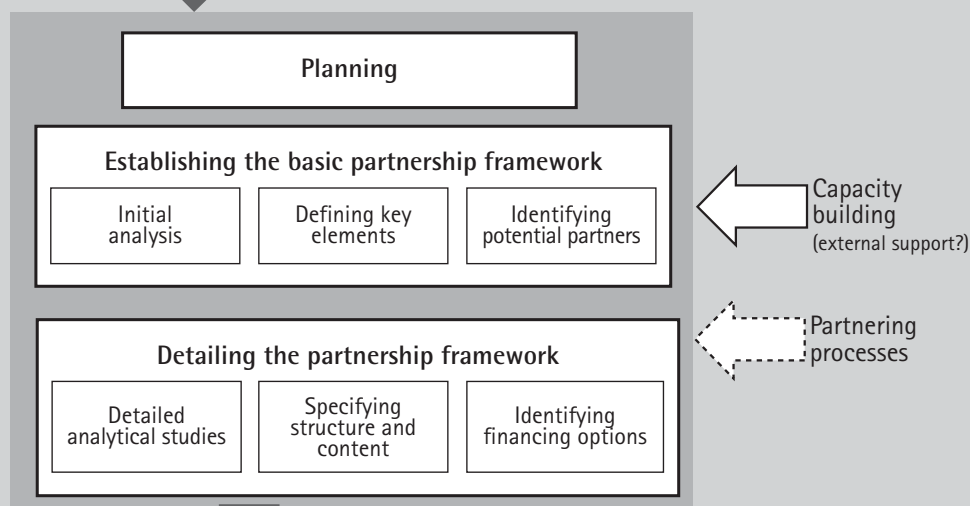 Planning
Establishing the basic partnership framework
Initial
analysis
Defining key
elements
Identifying
potential partners
Capacity
building
(external support?)
Partnering
processes
Detailing the partnership framework
Detailed
analytical studies
Specifying
structure and
content
Identifying
financing options